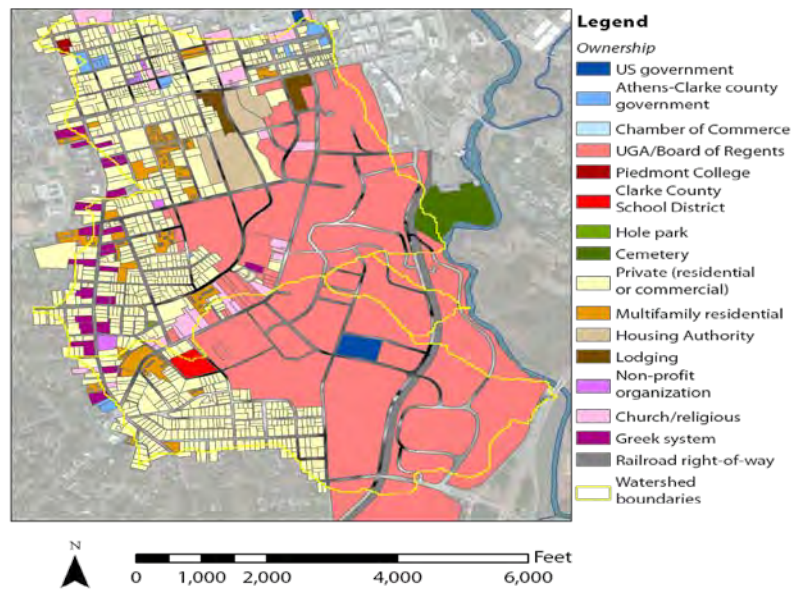 Legend
Ownership
US government
Athens-Clarke county
government
Chamber of Commerce
UGA/Board of Regents
Piedmont College
Clarke County
School District
Hole park
Cemetery
Private (residential
or commercial)
Multifamily residential
Housing Authority
Lodging
Non-profit
organization
Church/religious
Greek system
Railroad right-of-way
Watershed
boundaries
N
Feet
0 1,000 2,000 4,000 6,000